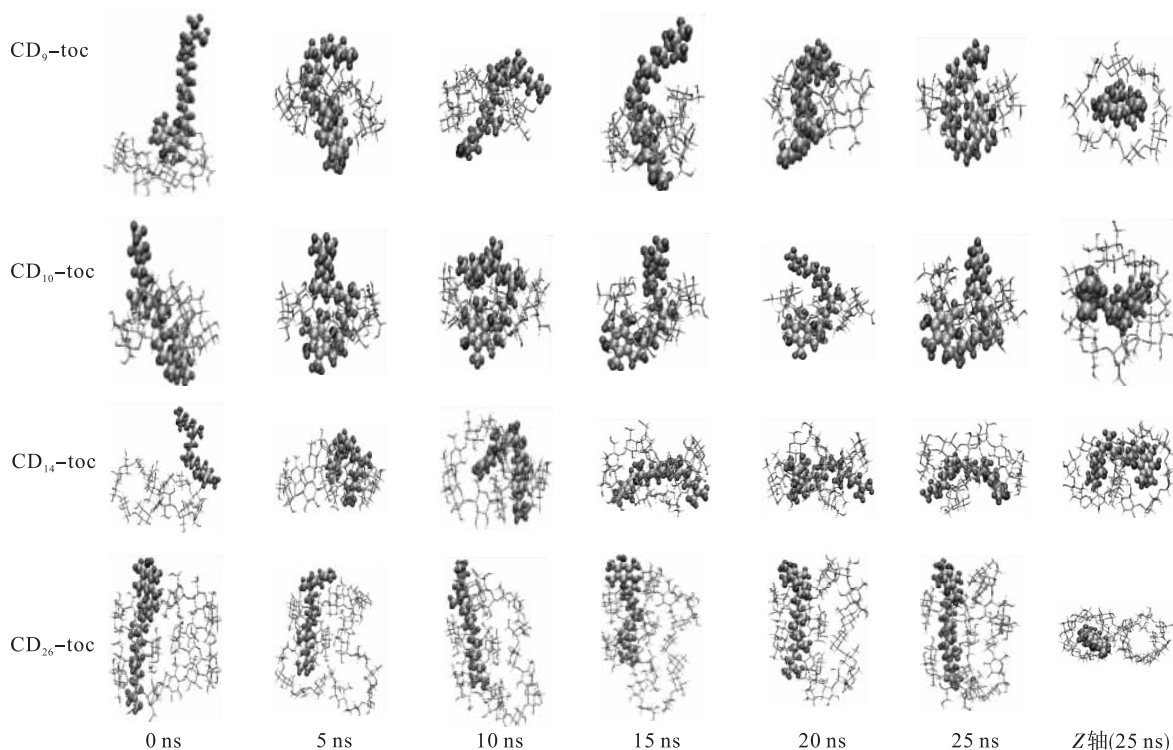 CD₉-toc
CD₁₀-toc
CD₁₄-toc
CD₂₆-toc
0 ns 5 ns 10 ns 15 ns 20 ns 25 ns Z轴(25 ns)